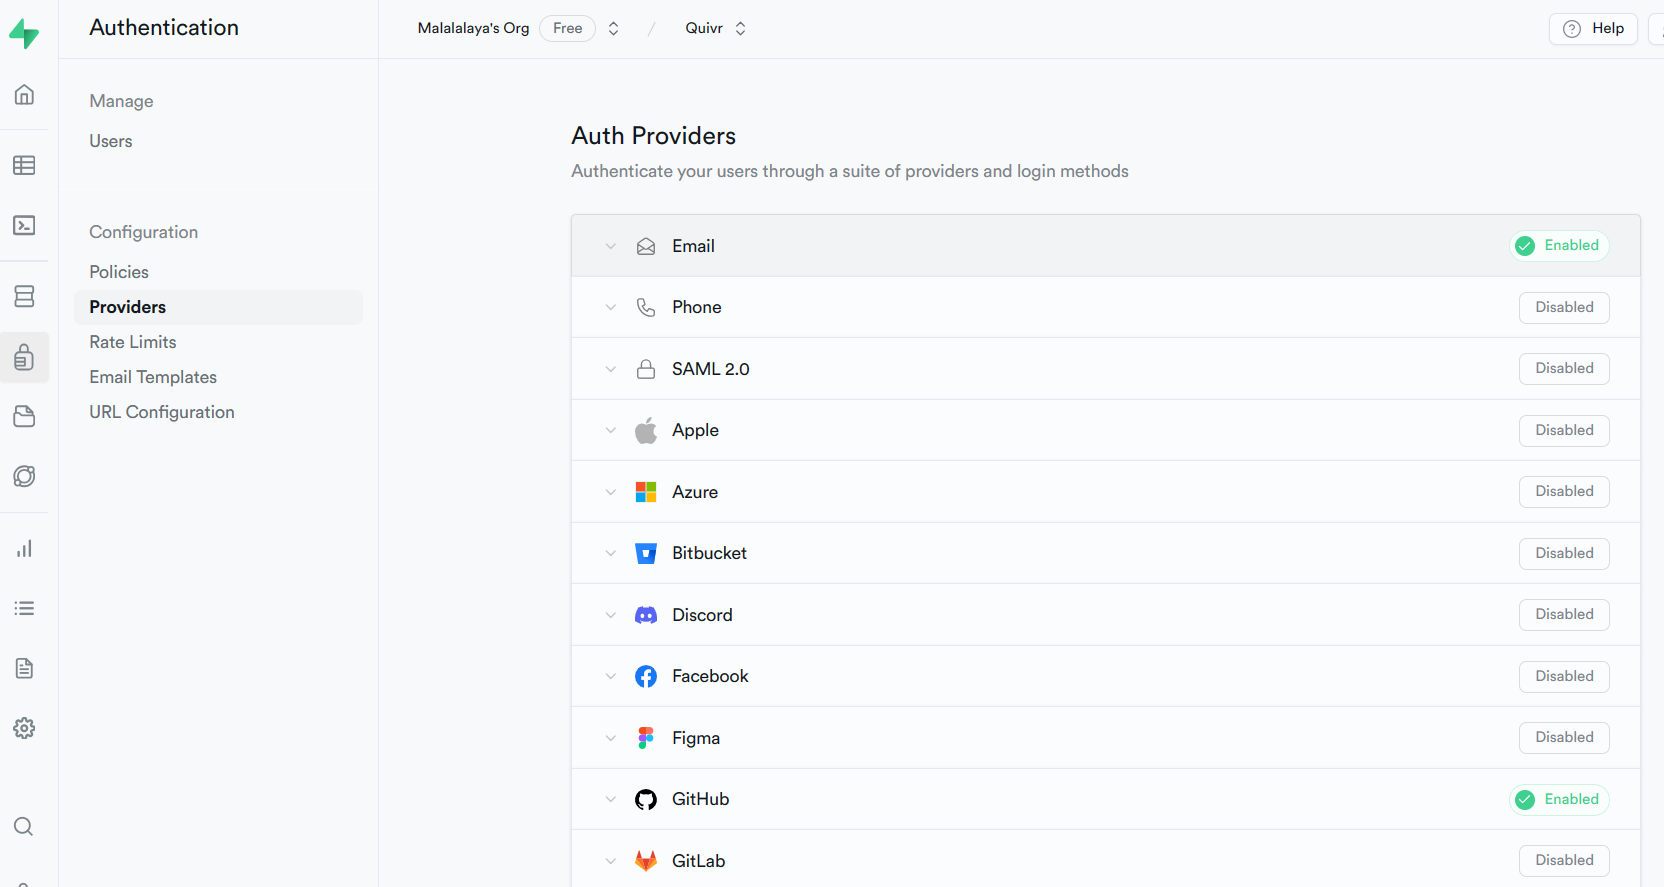 Authentication
Malalalaya's Org Free / Quivr
Help
Manage
Users
Configuration
Policies
Providers
Rate Limits
Email Templates
URL Configuration
Auth Providers
Authenticate your users through a suite of providers and login methods
Email Enabled
Phone Disabled
SAML 2.0 Disabled
Apple Disabled
Azure Disabled
Bitbucket Disabled
Discord Disabled
Facebook Disabled
Figma Disabled
GitHub Enabled
GitLab Disabled